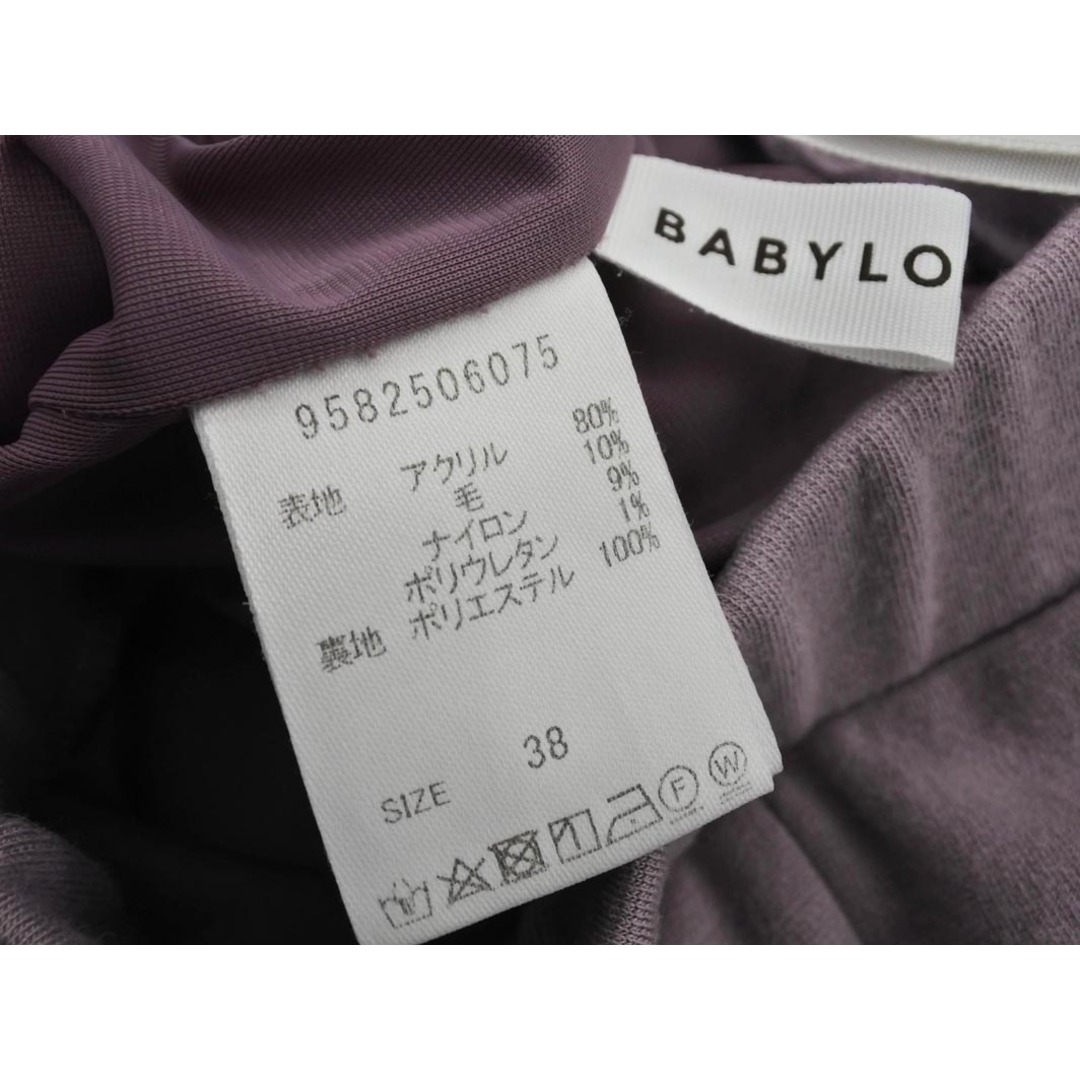 BABYLO
9582506075
表地 アクリル 80%
毛 10%
ナイロン 9%
ポリウレタン 1%
裏地 ポリエステル 100%
SIZE 38
F
W